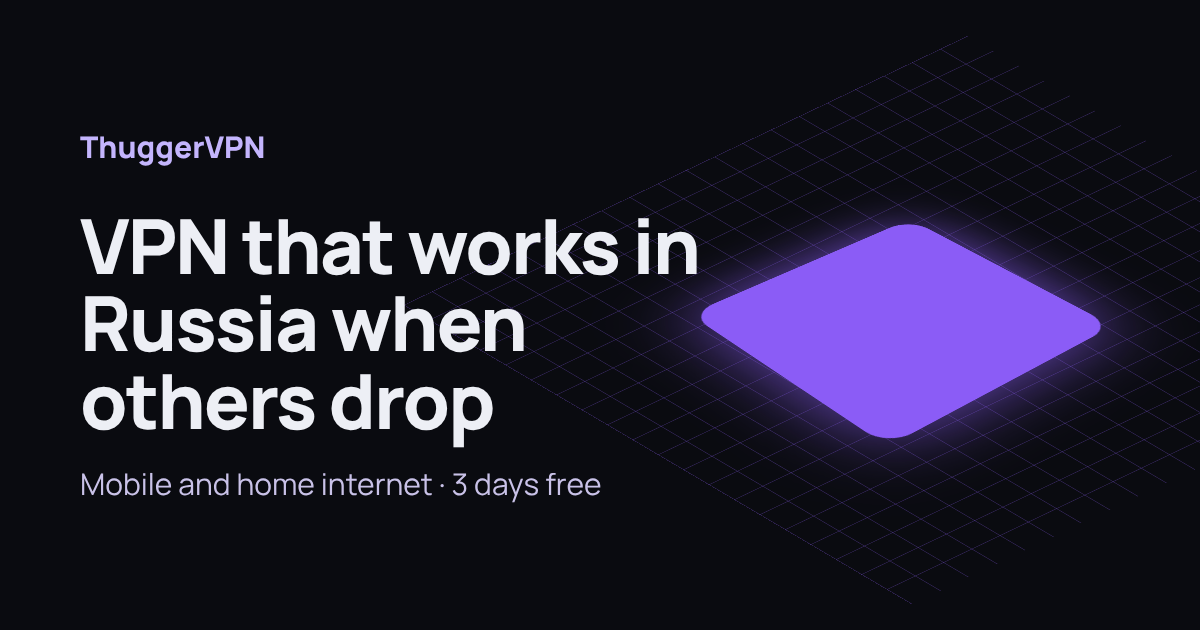 ThuggerVPN
VPN that works in
Russia when
others drop
Mobile and home internet · 3 days free